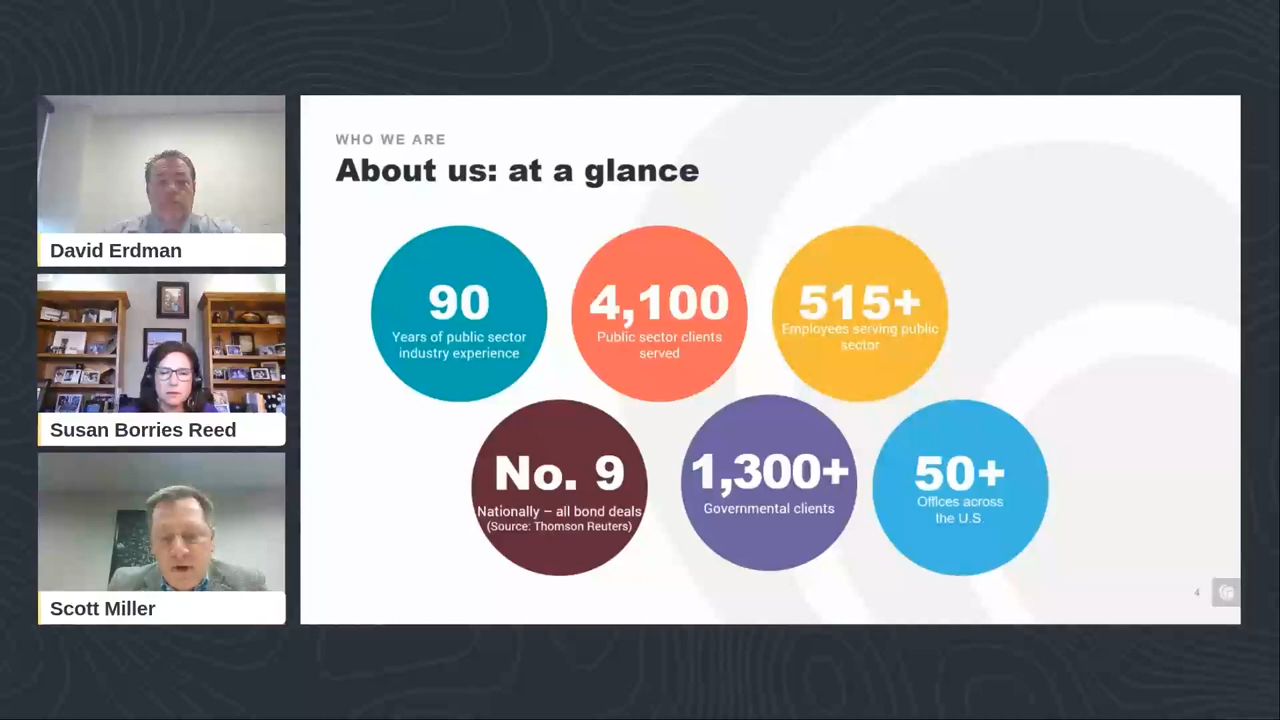 David Erdman
Susan Borries Reed
Scott Miller
WHO WE ARE
About us: at a glance
90
Years of public sector
industry experience
4,100
Public sector clients
served
515+
Employees serving public
sector
No. 9
Nationally – all bond deals
(Source: Thomson Reuters)
1,300+
Governmental clients
50+
Offices across
the U.S
4